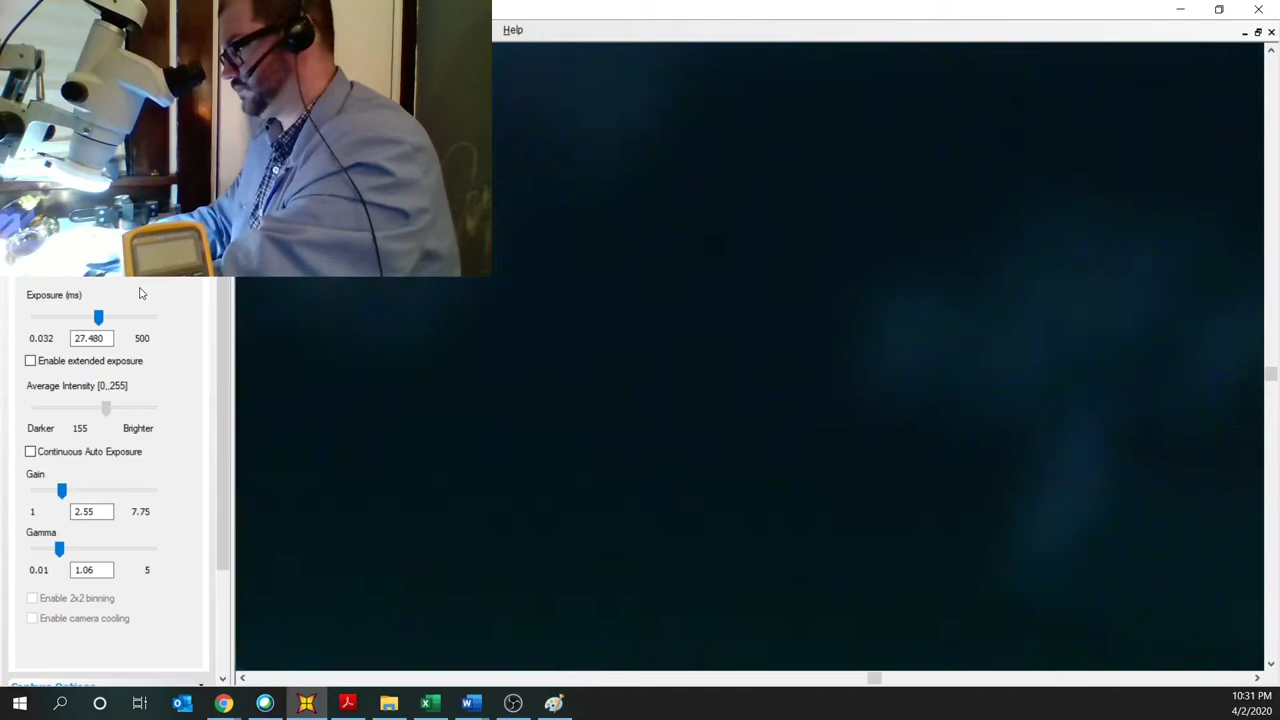 Help
Exposure (ms)
0.032 27.480 500
Enable extended exposure
Average Intensity [0,,255]
Darker 155 Brighter
Continuous Auto Exposure
Gain
1 2.55 7.75
Gamma
0.01 1.06 5
Enable 2x2 binning
Enable camera cooling
10:31 PM
4/2/2020